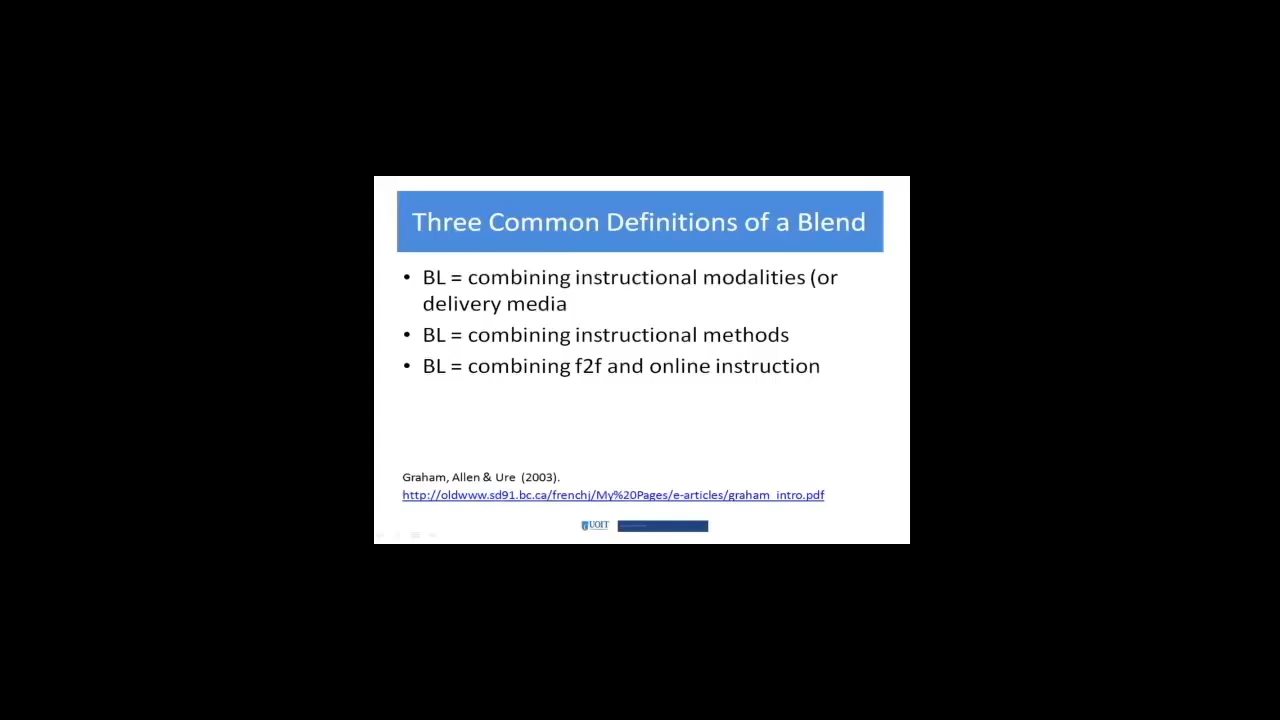 Three Common Definitions of a Blend
• BL = combining instructional modalities (or
delivery media
• BL = combining instructional methods
• BL = combining f2f and online instruction
Graham, Allen & Ure (2003).
http://oldwww.sd91.bc.ca/frenchj/My%20Pages/e-articles/graham_intro.pdf
UOIT